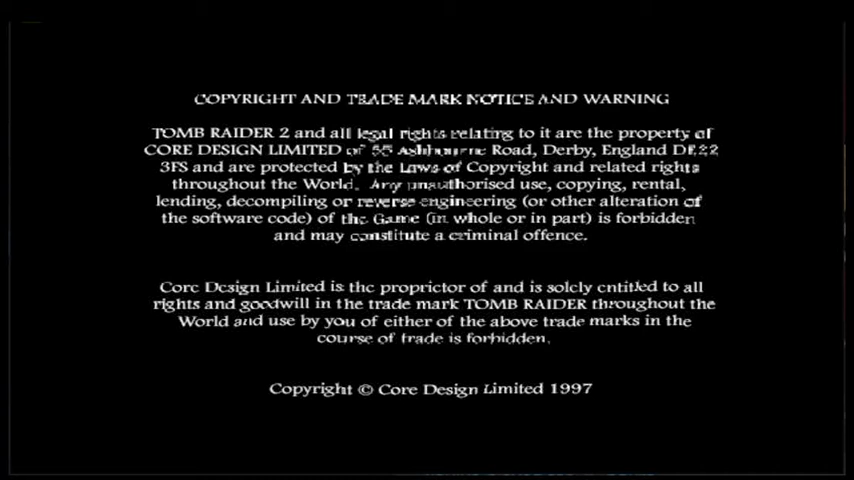 COPYRIGHT AND TRADE MARK NOTICE AND WARNING
TOMB RAIDER 2 and all legal rights relating to it are the property of
CORE DESIGN LIMITED of 55 Ashbourne Road, Derby, England DE22
3FS and are protected by the Laws of Copyright and related rights
throughout the World. Any unauthorised use, copying, rental,
lending, decompiling or reverse engineering (or other alteration of
the software code) of the Game (in whole or in part) is forbidden
and may constitute a criminal offence.
Core Design Limited is the proprietor of and is solely entitled to all
rights and goodwill in the trade mark TOMB RAIDER throughout the
World and use by you of either of the above trade marks in the
course of trade is forbidden.
Copyright © Core Design Limited 1997